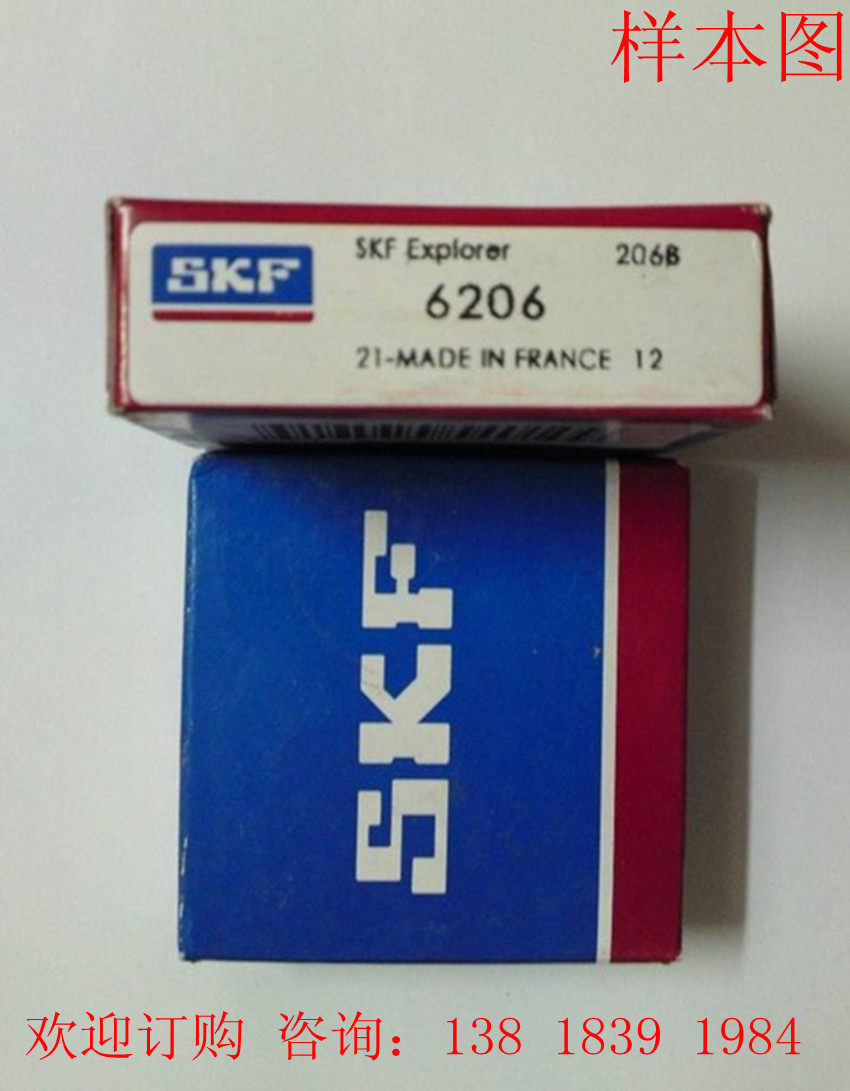 样本图
SKF
SKF Explorer 206B
6206
21-MADE IN FRANCE 12
SKF
欢迎订购 咨询：138 1839 1984